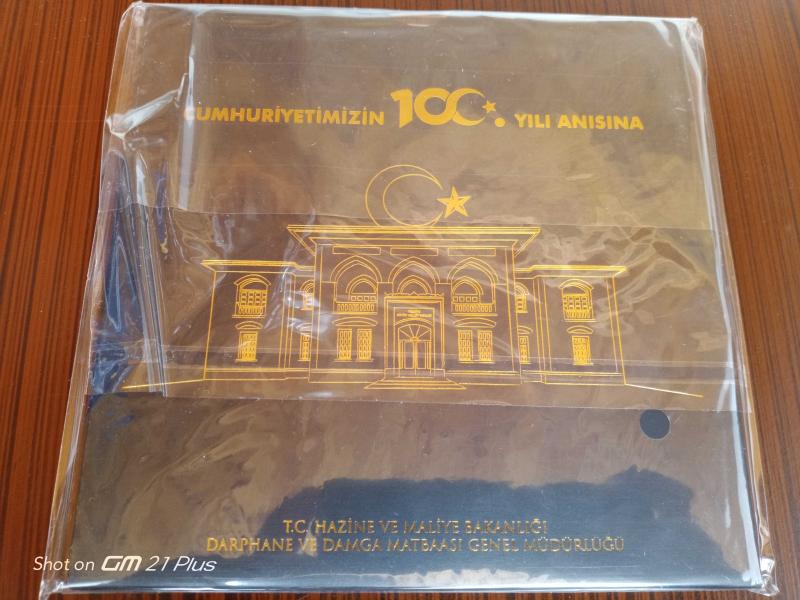 CUMHURİYETİMİZİN 100. YILI ANISINA
T.C. HAZİNE VE MALİYE BAKANLIĞI
DARPHANE VE DAMGA MATBAASI GENEL MÜDÜRLÜĞÜ
Shot on GM 21 Plus